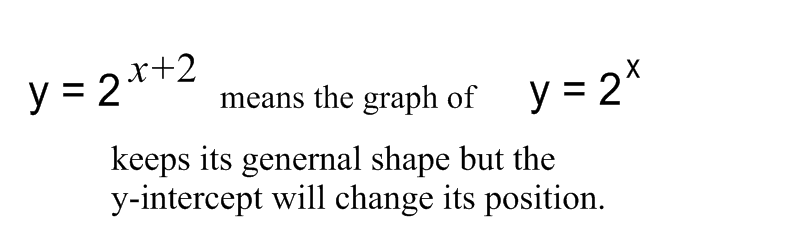 y = 2^{x+2} means the graph of y = 2^x
keeps its genernal shape but the
y-intercept will change its position.